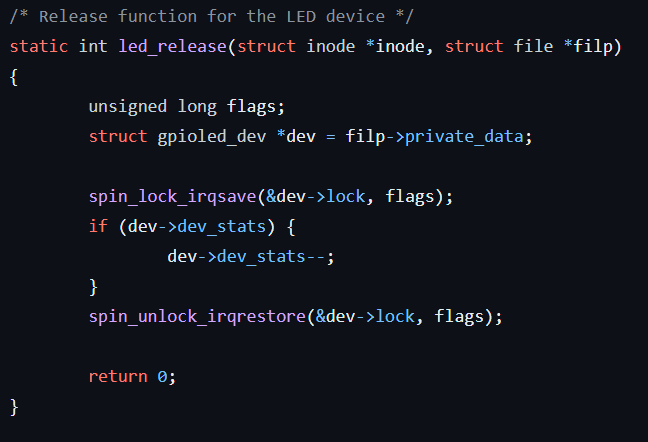 /* Release function for the LED device */
static int led_release(struct inode *inode, struct file *filp)
{
        unsigned long flags;
        struct gpioled_dev *dev = filp->private_data;

        spin_lock_irqsave(&dev->lock, flags);
        if (dev->dev_stats) {
                dev->dev_stats--;
        }
        spin_unlock_irqrestore(&dev->lock, flags);

        return 0;
}